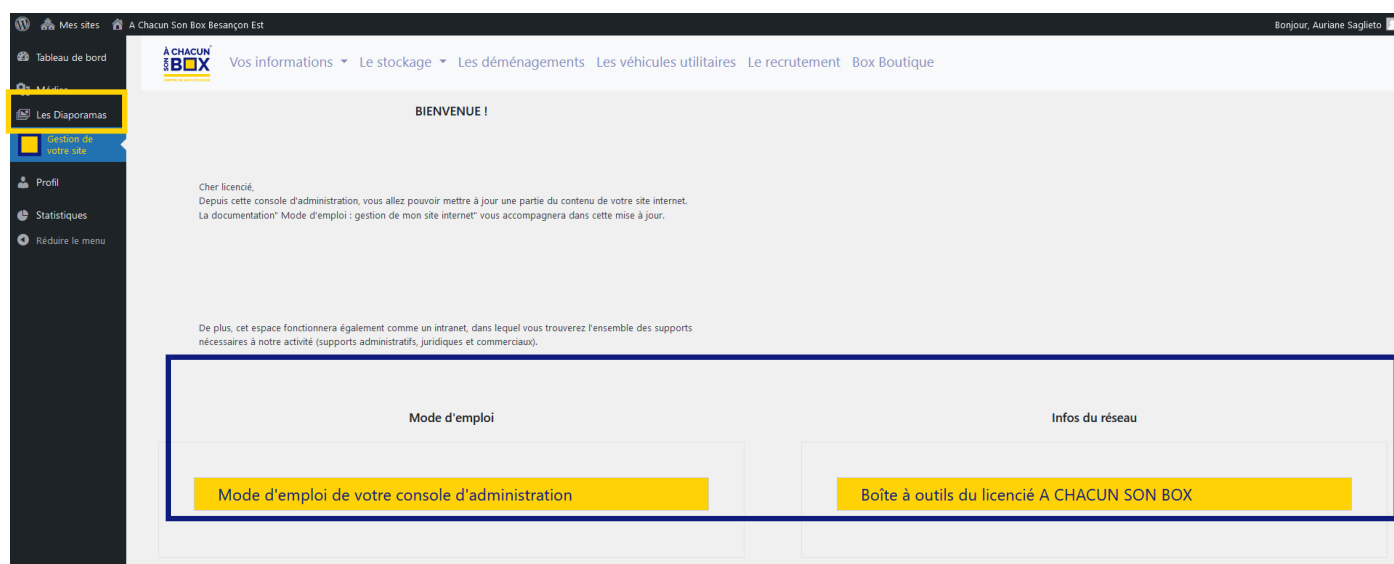 Mes sites
A Chacun Son Box Besançon Est
Bonjour, Auriane Saglieto
Tableau de bord
Médias
Les Diaporamas
Gestion de
votre site
Profil
Statistiques
Réduire le menu
À CHACUN
SON BOX
Vos informations
Le stockage
Les déménagements
Les véhicules utilitaires
Le recrutement
Box Boutique
BIENVENUE !
Cher licencié,
Depuis cette console d'administration, vous allez pouvoir mettre à jour une partie du contenu de votre site internet.
La documentation" Mode d'emploi : gestion de mon site internet" vous accompagnera dans cette mise à jour.
De plus, cet espace fonctionnera également comme un intranet, dans lequel vous trouverez l'ensemble des supports
nécessaires à notre activité (supports administratifs, juridiques et commerciaux).
Mode d'emploi
Infos du réseau
Mode d'emploi de votre console d'administration
Boîte à outils du licencié A CHACUN SON BOX